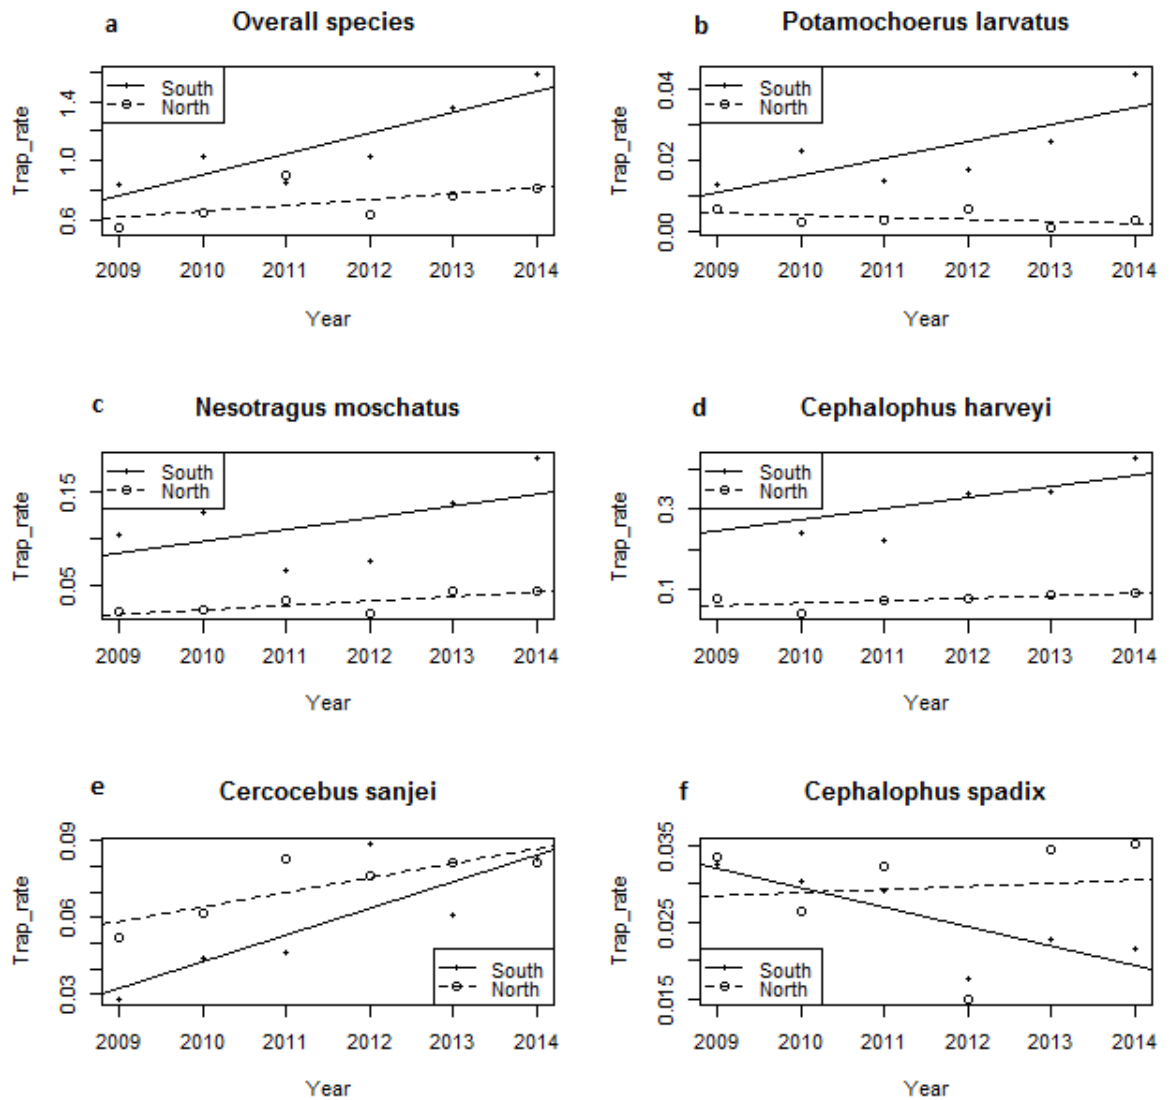 a Overall species
South
North
Trap_rate
0.6 1.0 1.4
2009 2010 2011 2012 2013 2014
Year
b Potamochoerus larvatus
South
North
Trap_rate
0.00 0.02 0.04
2009 2010 2011 2012 2013 2014
Year
c Nesotragus moschatus
South
North
Trap_rate
0.05 0.15
2009 2010 2011 2012 2013 2014
Year
d Cephalophus harveyi
South
North
Trap_rate
0.1 0.3
2009 2010 2011 2012 2013 2014
Year
e Cercocebus sanjei
South
North
Trap_rate
0.03 0.06 0.09
2009 2010 2011 2012 2013 2014
Year
f Cephalophus spadix
South
North
Trap_rate
0.015 0.025 0.035
2009 2010 2011 2012 2013 2014
Year